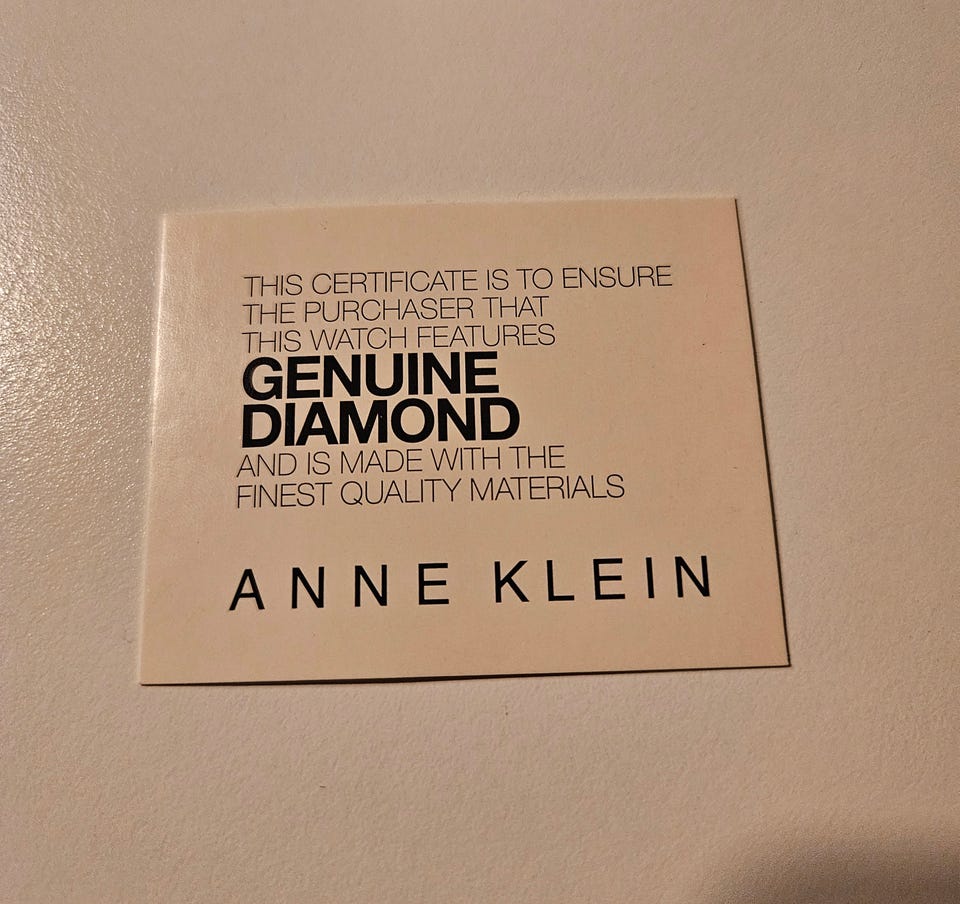 THIS CERTIFICATE IS TO ENSURE
THE PURCHASER THAT
THIS WATCH FEATURES
GENUINE
DIAMOND
AND IS MADE WITH THE
FINEST QUALITY MATERIALS
ANNE KLEIN